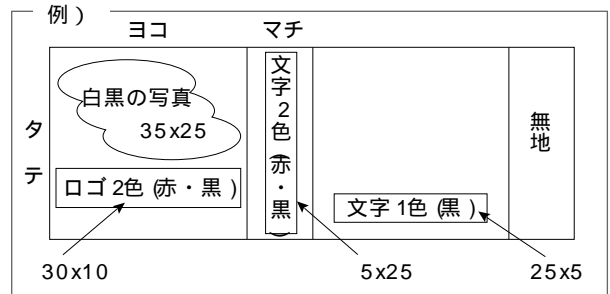 例)
ヨコ
マチ
タテ
白黒の写真
35x25
ロゴ 2色 (赤・黒)
文字2色(赤・黒)
文字 1色 (黒)
無地
30x10
5x25
25x5